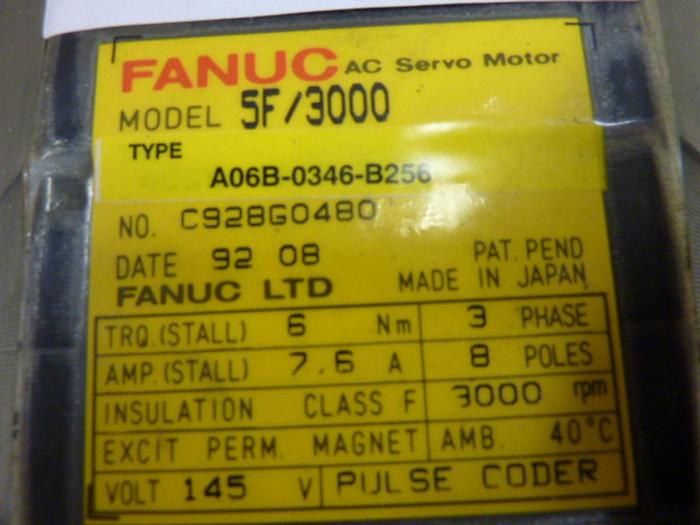 FANUC AC Servo Motor
MODEL 5F/3000
TYPE
A06B-0346-B256
NO. C928G0480
DATE 92 08 PAT. PEND
FANUC LTD MADE IN JAPAN
TRQ.(STALL) 6 Nm 3 PHASE
AMP.(STALL) 7.6 A 8 POLES
INSULATION CLASS F 3000 rpm
EXCIT PERM. MAGNET AMB. 40°C
VOLT 145 V PULSE CODER